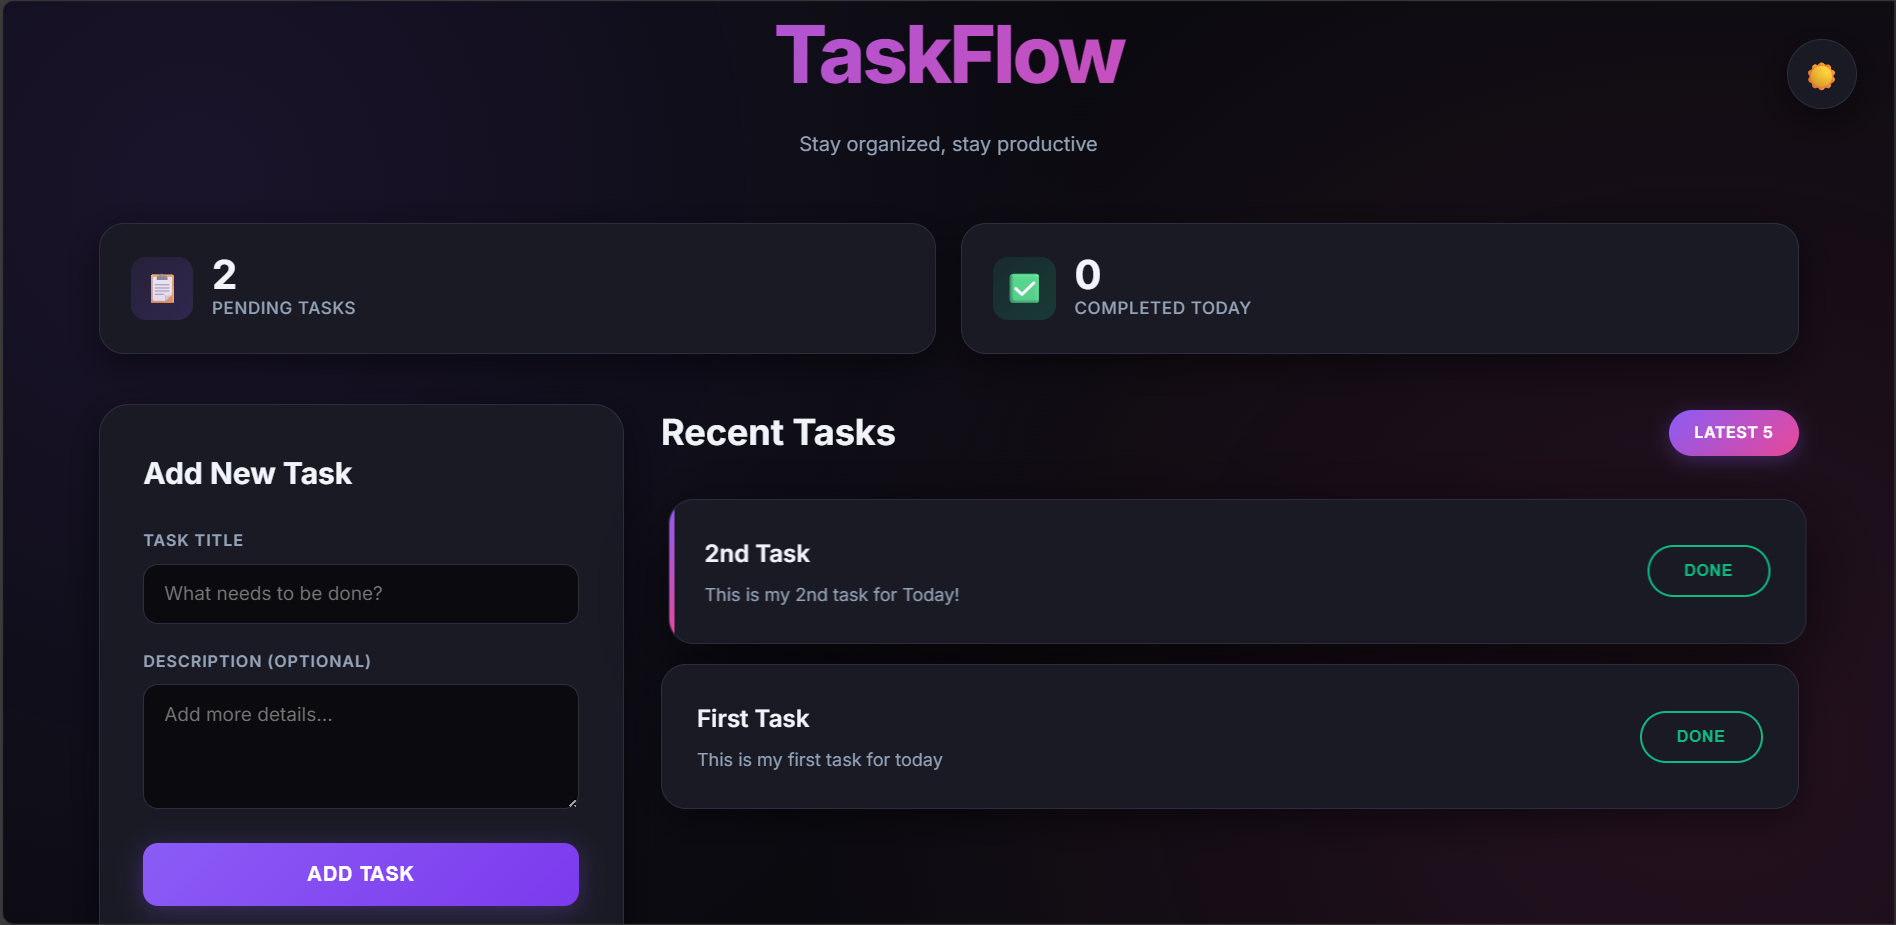 TaskFlow
Stay organized, stay productive
2
PENDING TASKS
0
COMPLETED TODAY
Add New Task
TASK TITLE
What needs to be done?
DESCRIPTION (OPTIONAL)
Add more details...
ADD TASK
Recent Tasks
LATEST 5
2nd Task
This is my 2nd task for Today!
DONE
First Task
This is my first task for today
DONE